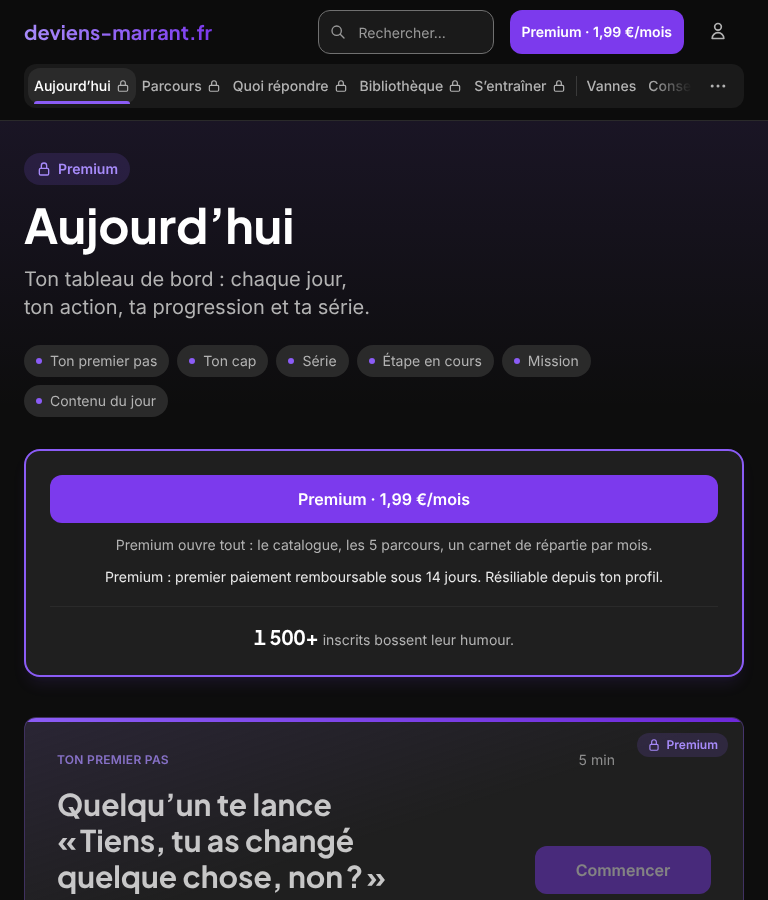 deviens-marrant.fr
Rechercher...
Premium · 1,99 €/mois
Aujourd’hui
Parcours
Quoi répondre
Bibliothèque
S’entraîner
Vannes
Conse
Premium
Aujourd’hui
Ton tableau de bord : chaque jour,
ton action, ta progression et ta série.
Ton premier pas
Ton cap
Série
Étape en cours
Mission
Contenu du jour
Premium · 1,99 €/mois
Premium ouvre tout : le catalogue, les 5 parcours, un carnet de répartie par mois.
Premium : premier paiement remboursable sous 14 jours. Résiliable depuis ton profil.
1 500+ inscrits bossent leur humour.
Premium
TON PREMIER PAS
5 min
Quelqu’un te lance
« Tiens, tu as changé
quelque chose, non ? »
Commencer